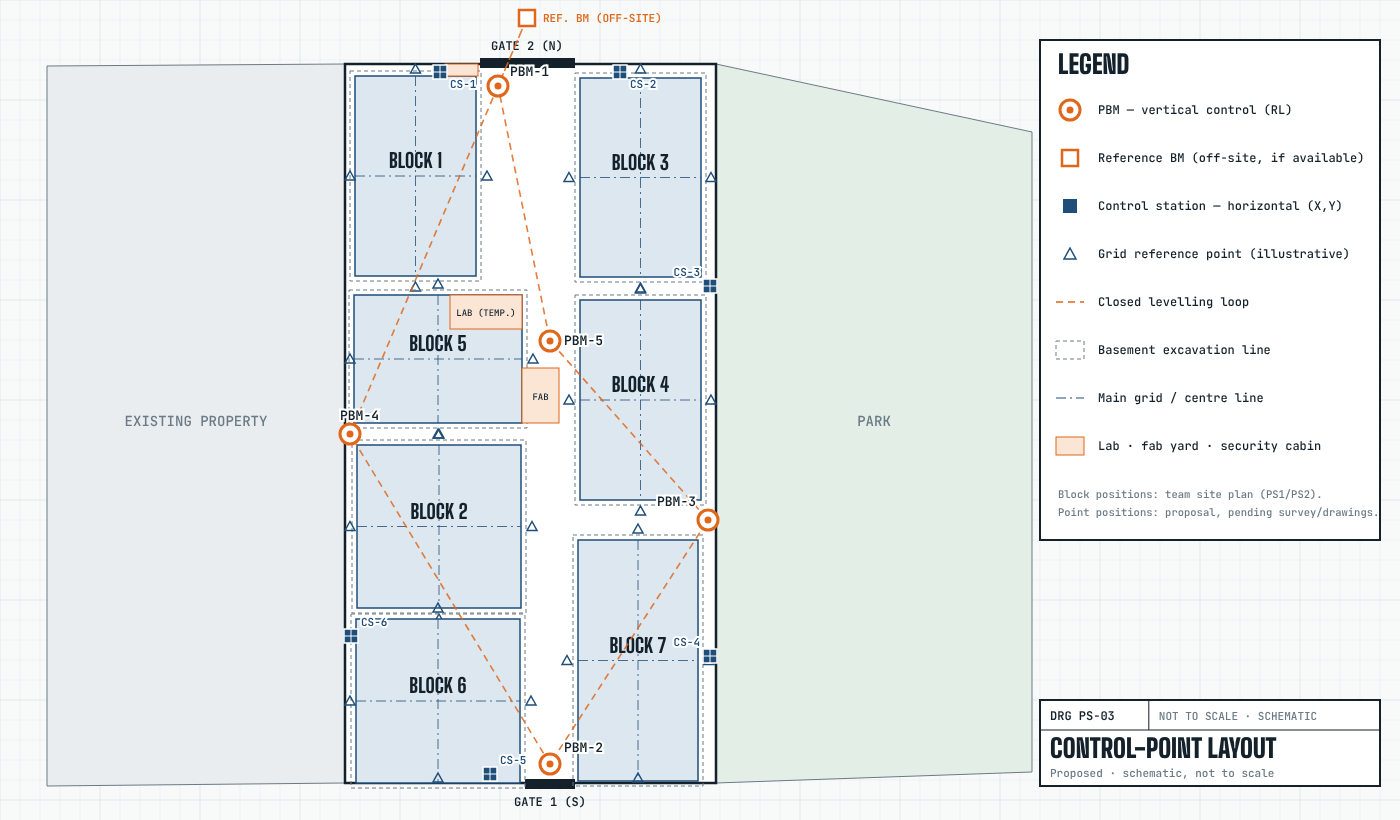 REF. BM (OFF-SITE)
GATE 2 (N)
PBM-1
CS-1
CS-2
BLOCK 1
BLOCK 3
CS-3
LAB (TEMP.)
BLOCK 5
PBM-5
BLOCK 4
FAB
PBM-4
EXISTING PROPERTY
PARK
PBM-3
BLOCK 2
CS-6
BLOCK 7
CS-4
BLOCK 6
PBM-2
CS-5
GATE 1 (S)
LEGEND
PBM — vertical control (RL)
Reference BM (off-site, if available)
Control station — horizontal (X,Y)
Grid reference point (illustrative)
Closed levelling loop
Basement excavation line
Main grid / centre line
Lab · fab yard · security cabin
Block positions: team site plan (PS1/PS2).
Point positions: proposal, pending survey/drawings.
DRG PS-03
NOT TO SCALE · SCHEMATIC
CONTROL-POINT LAYOUT
Proposed · schematic, not to scale